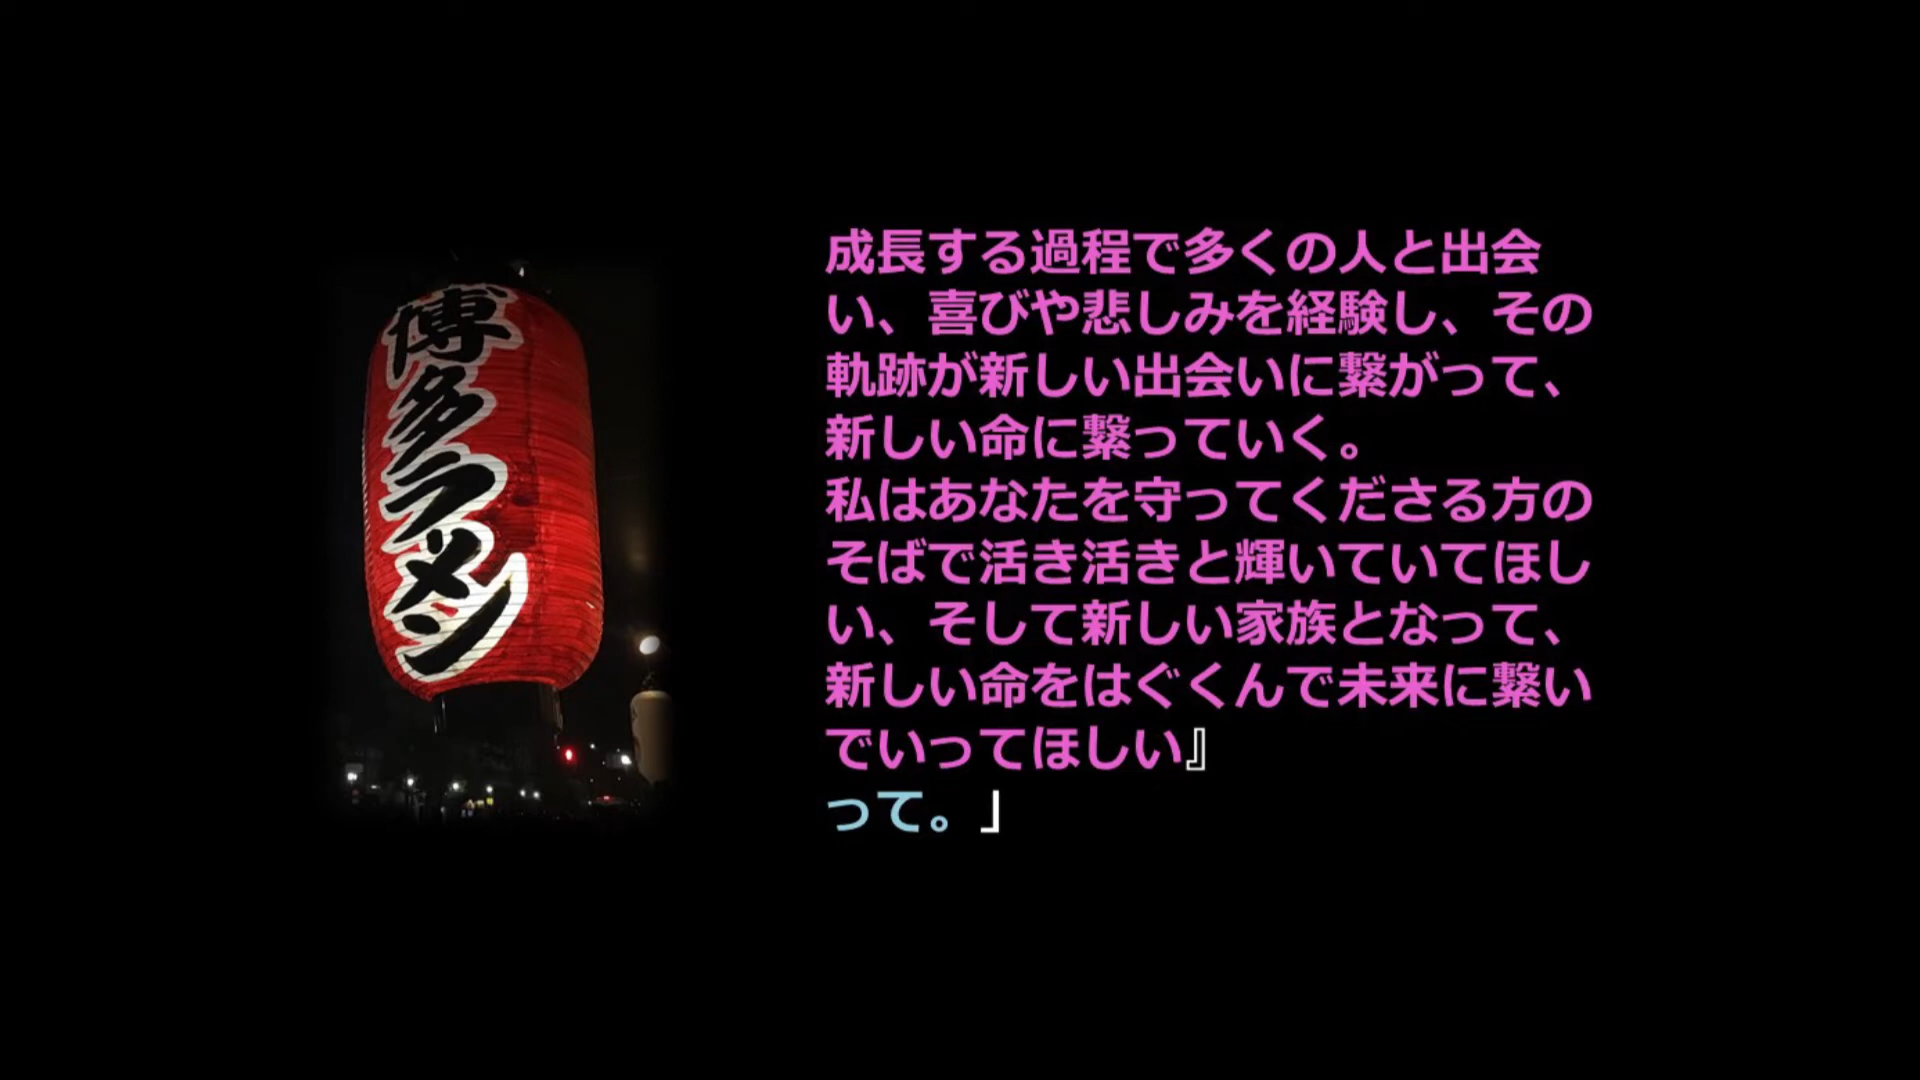 博多ラーメン
成長する過程で多くの人と出会
い、喜びや悲しみを経験し、その
軌跡が新しい出会いに繋がって、
新しい命に繋っていく。
私はあなたを守ってくださる方の
そばで活き活きと輝いていてほし
い、そして新しい家族となって、
新しい命をはぐくんで未来に繋い
でいってほしい』
って。」